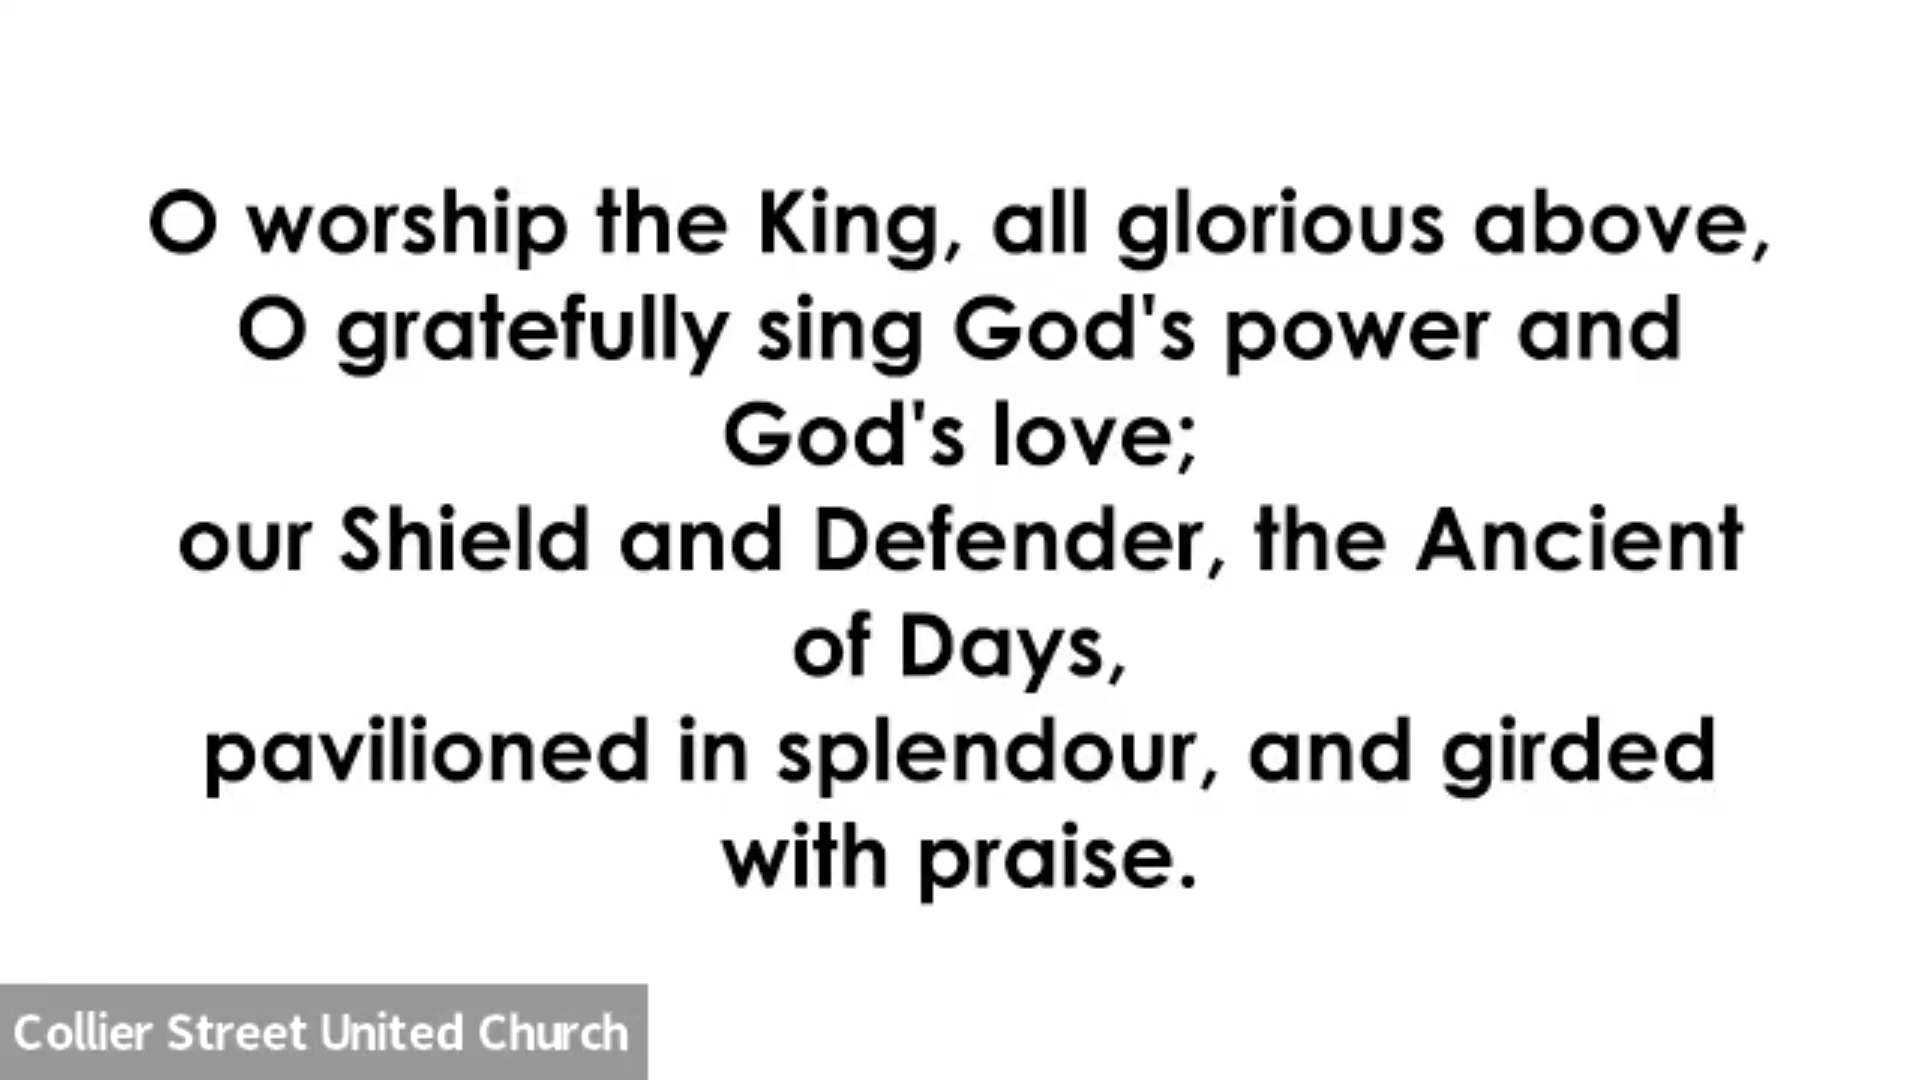 O worship the King, all glorious above,
O gratefully sing God's power and
God's love;
our Shield and Defender, the Ancient
of Days,
pavilioned in splendour, and girded
with praise.
Collier Street United Church